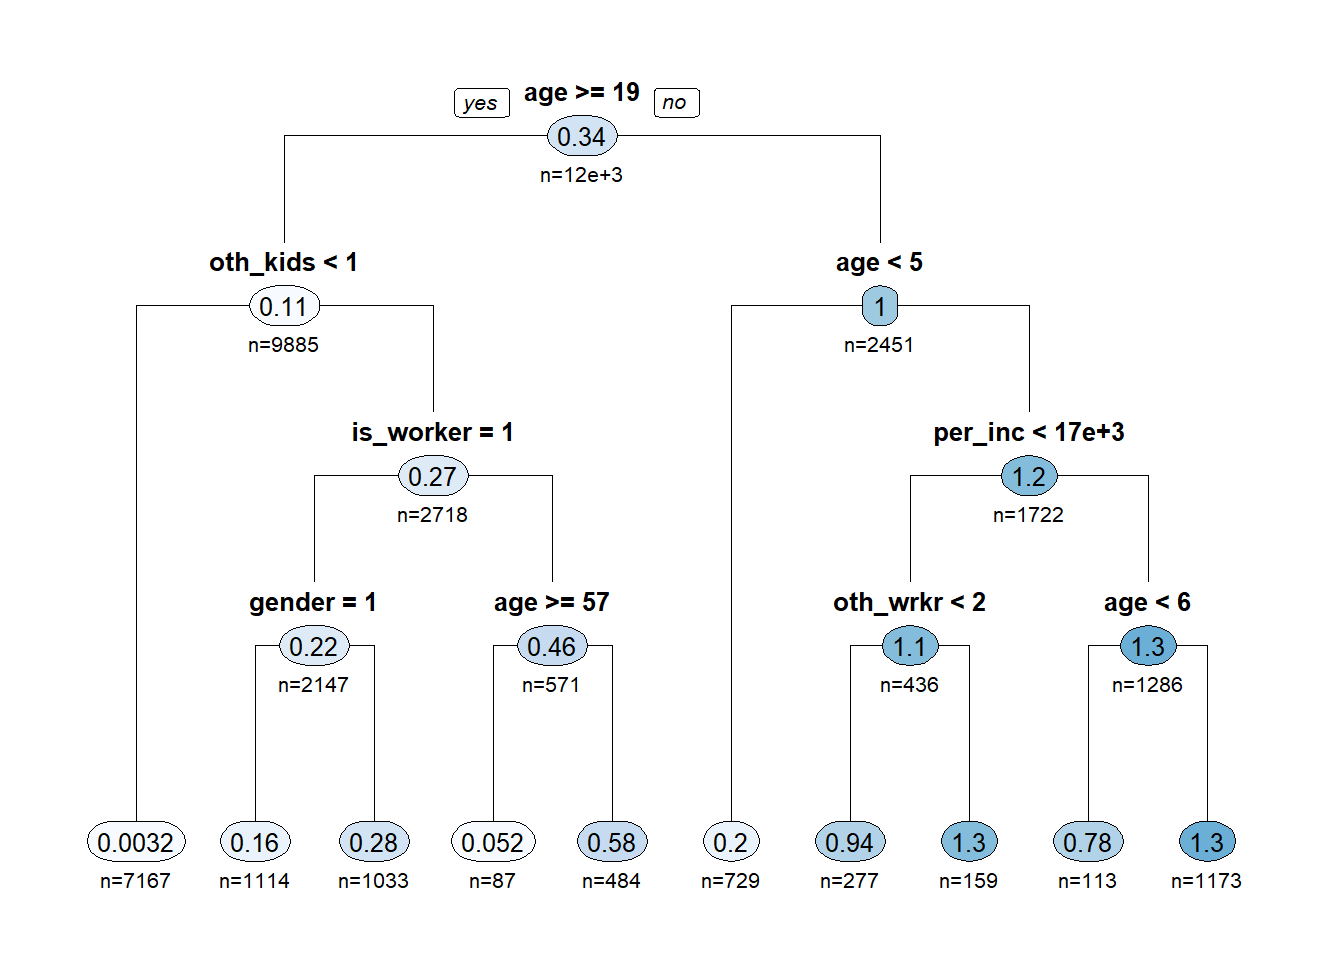 yes age >= 19 no
0.34
n=12e+3
oth_kids < 1 age < 5
0.11 1
n=9885 n=2451
is_worker = 1 per_inc < 17e+3
0.27 1.2
n=2718 n=1722
gender = 1 age >= 57 oth_wrkr < 2 age < 6
0.22 0.46 1.1 1.3
n=2147 n=571 n=436 n=1286
0.0032 0.16 0.28 0.052 0.58 0.2 0.94 1.3 0.78 1.3
n=7167 n=1114 n=1033 n=87 n=484 n=729 n=277 n=159 n=113 n=1173